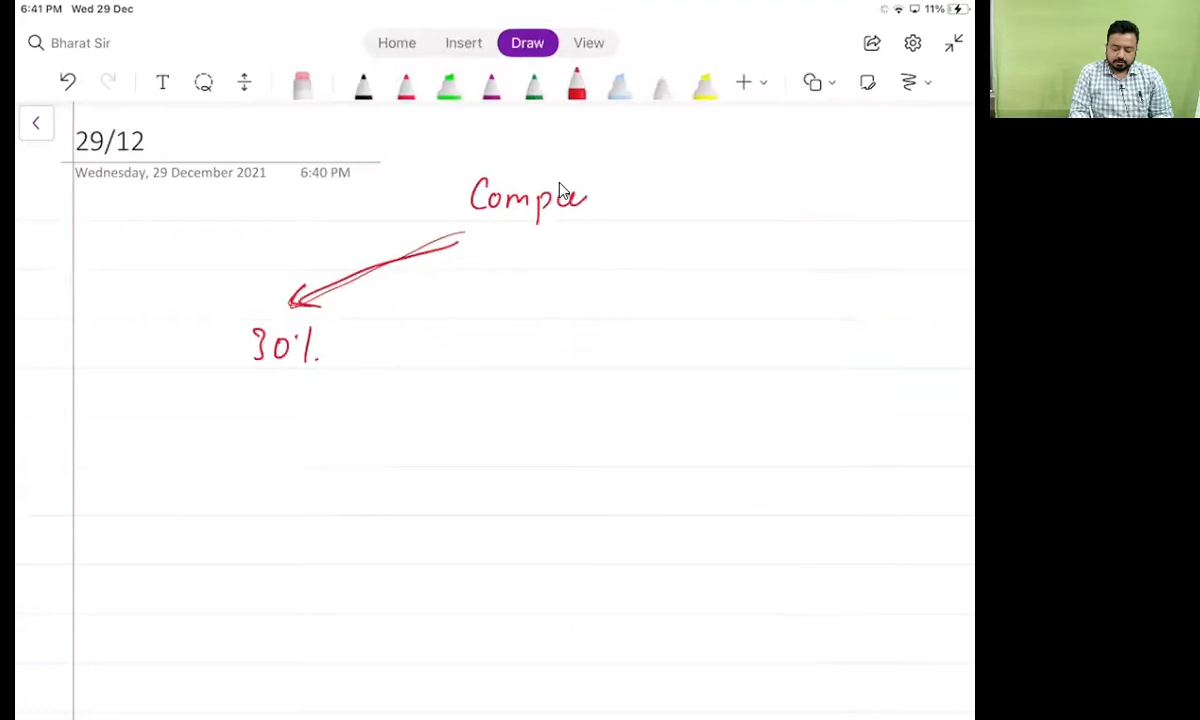 6:41 PM Wed 29 Dec 11%
Bharat Sir Home Insert Draw View
T
29/12
Wednesday, 29 December 2021 6:40 PM
30%.